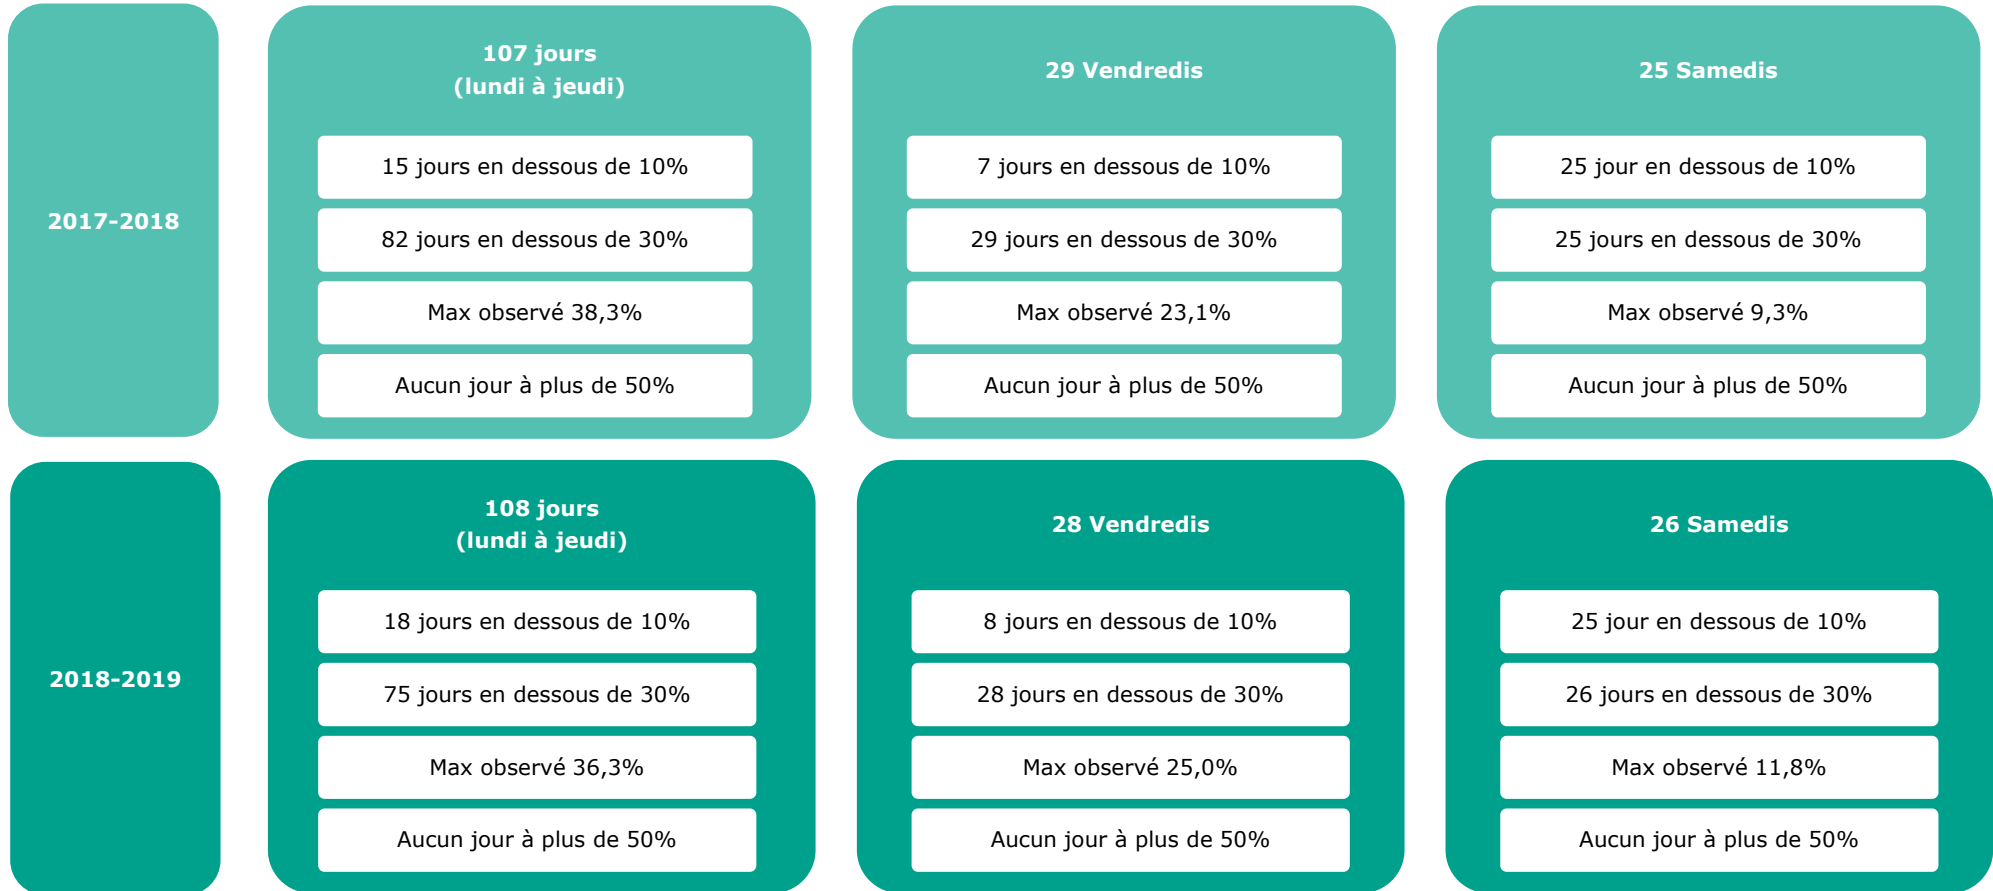 2017-2018
107 jours
(lundi à jeudi)
15 jours en dessous de 10%
82 jours en dessous de 30%
Max observé 38,3%
Aucun jour à plus de 50%
29 Vendredis
7 jours en dessous de 10%
29 jours en dessous de 30%
Max observé 23,1%
Aucun jour à plus de 50%
25 Samedis
25 jour en dessous de 10%
25 jours en dessous de 30%
Max observé 9,3%
Aucun jour à plus de 50%
2018-2019
108 jours
(lundi à jeudi)
18 jours en dessous de 10%
75 jours en dessous de 30%
Max observé 36,3%
Aucun jour à plus de 50%
28 Vendredis
8 jours en dessous de 10%
28 jours en dessous de 30%
Max observé 25,0%
Aucun jour à plus de 50%
26 Samedis
25 jour en dessous de 10%
26 jours en dessous de 30%
Max observé 11,8%
Aucun jour à plus de 50%